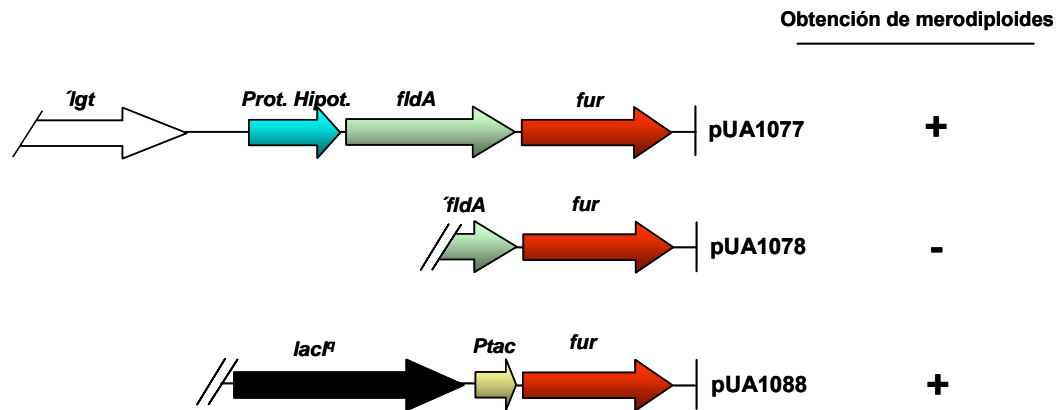 Obtención de merodiploides
´lgt Prot. Hipot. fldA fur pUA1077 +
´fldA fur pUA1078 -
lacIq Ptac fur pUA1088 +